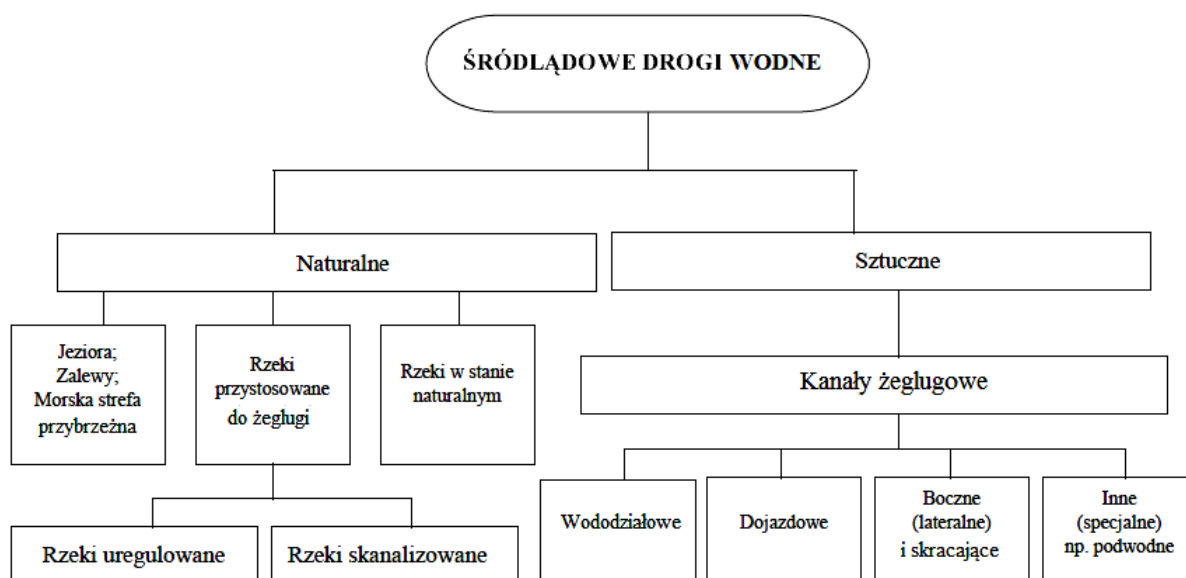 ŚRÓDLĄDOWE DROGI WODNE
Naturalne
Sztuczne
Jeziora;
Zalewy;
Morska strefa
przybrzeżna
Rzeki
przystosowane
do żeglugi
Rzeki w stanie
naturalnym
Kanały żeglugowe
Rzeki uregulowane
Rzeki skanalizowane
Wododziałowe
Dojazdowe
Boczne
(lateralne)
i skracające
Inne
(specjalne)
np. podwodne